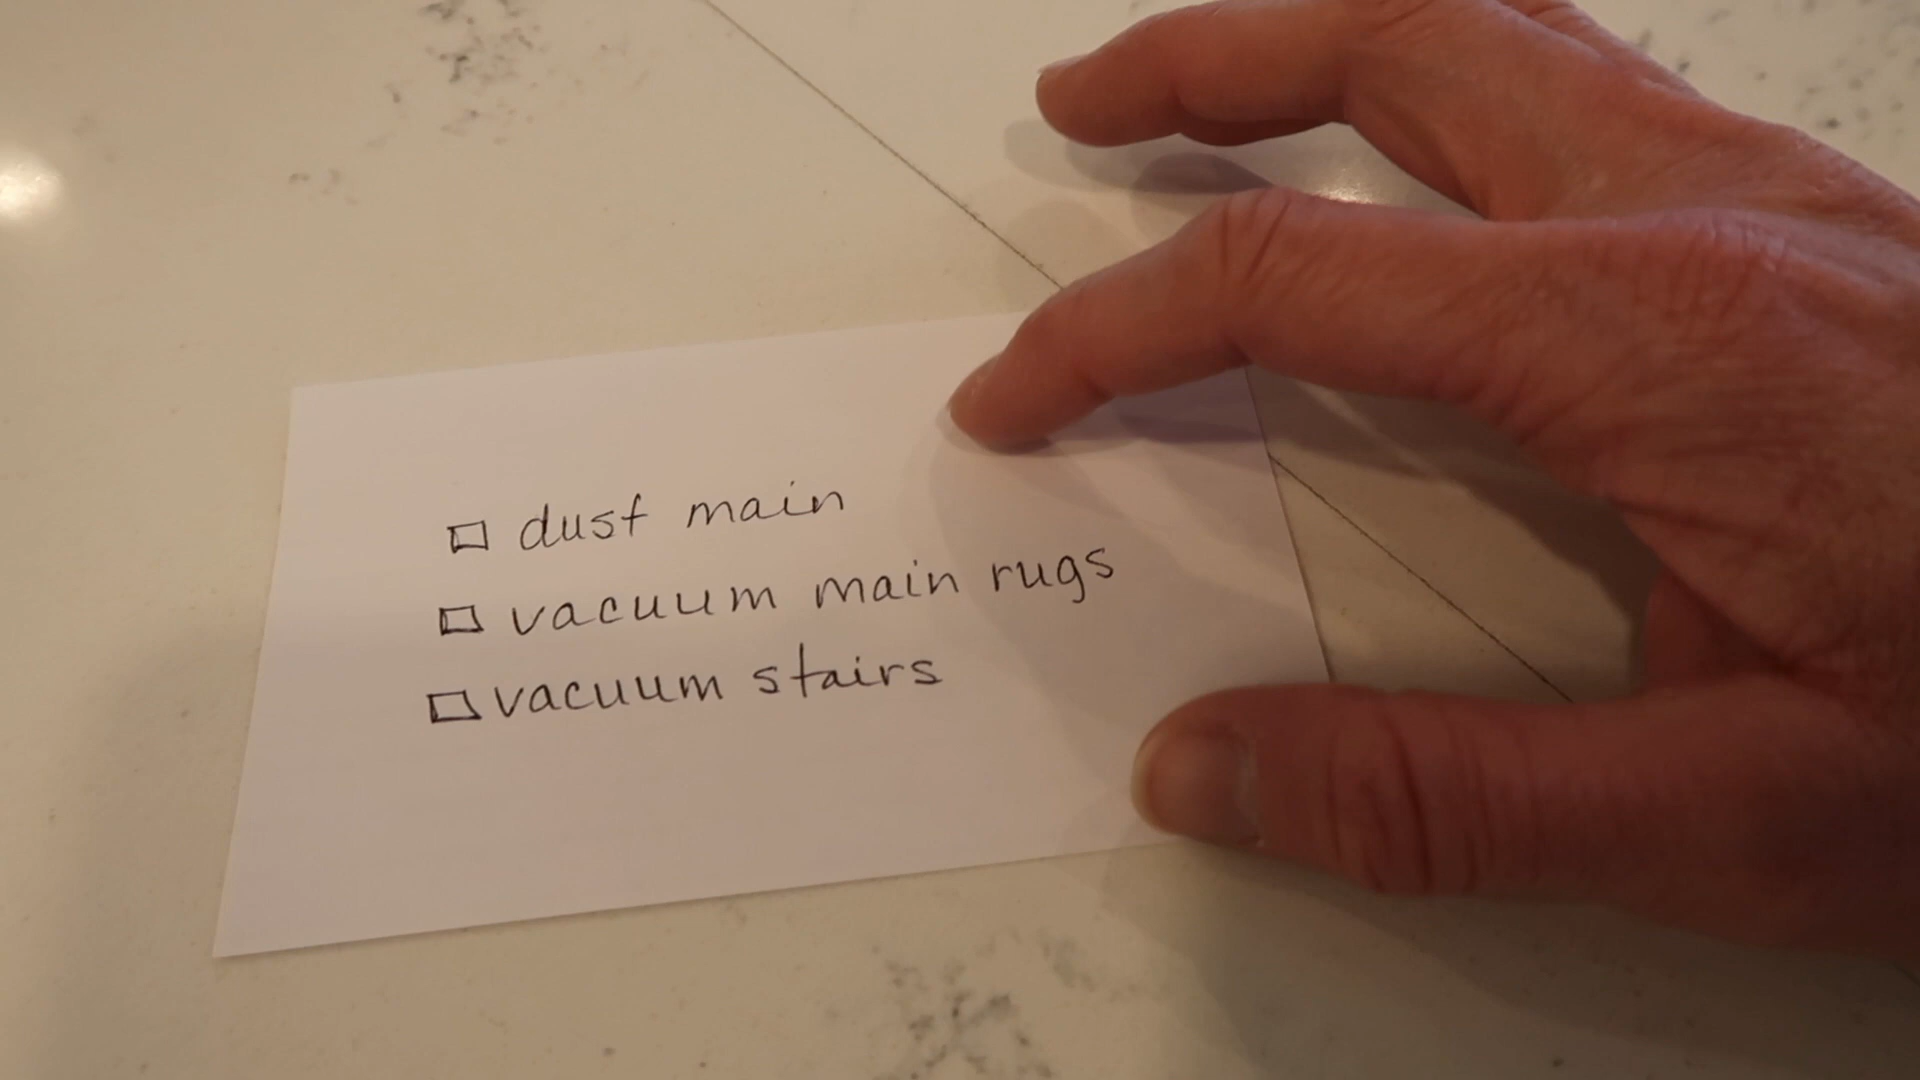 ☐ dust main
☐ vacuum main rugs
☐ vacuum stairs